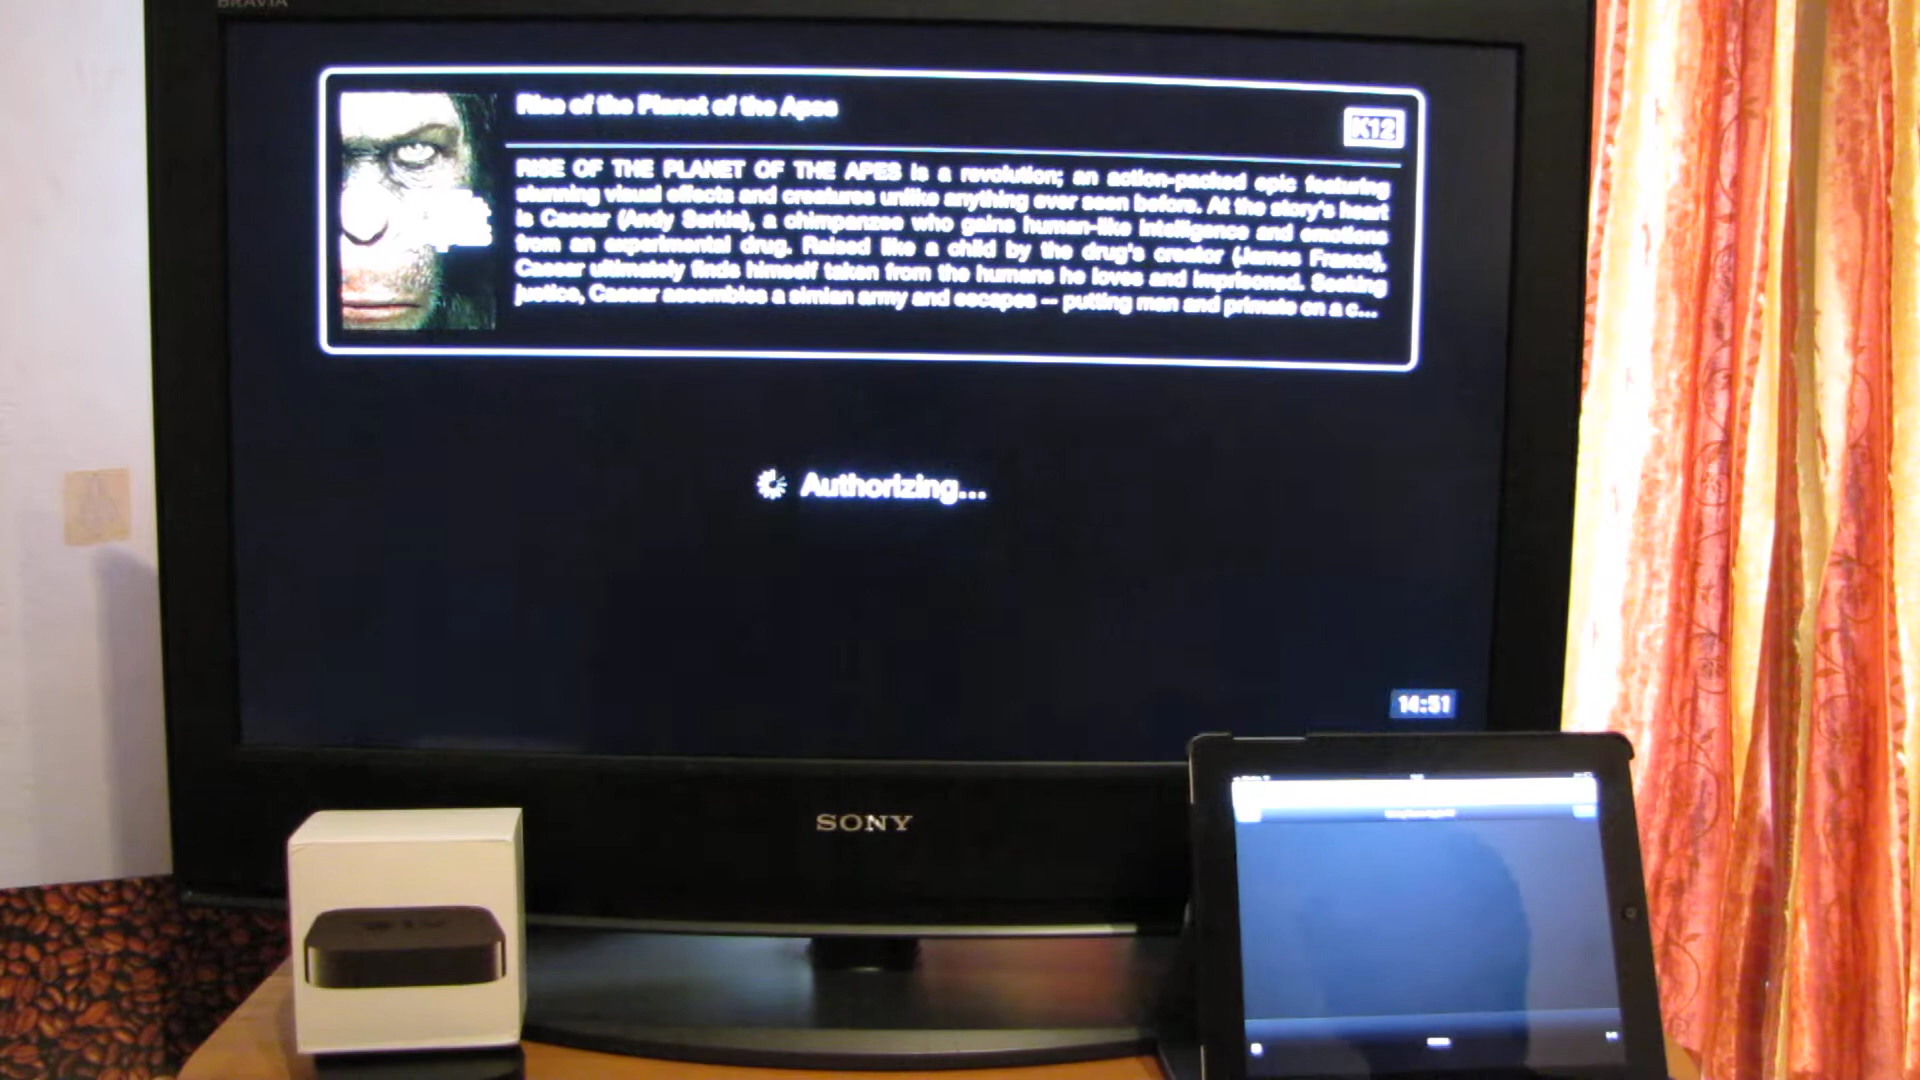 BRAVIA
Rise of the Planet of the Apes
K12
RISE OF THE PLANET OF THE APES is a revolution; an action-packed epic featuring
stunning visual effects and creatures unlike anything ever seen before. At the story's heart
is Caesar (Andy Serkis), a chimpanzee who gains human-like intelligence and emotions
from an experimental drug. Raised like a child by the drug's creator (James Franco),
Caesar ultimately finds himself taken from the humans he loves and imprisoned. Seeking
justice, Caesar assembles a simian army and escapes -- putting man and primate on a c...
Authorizing...
14:51
SONY